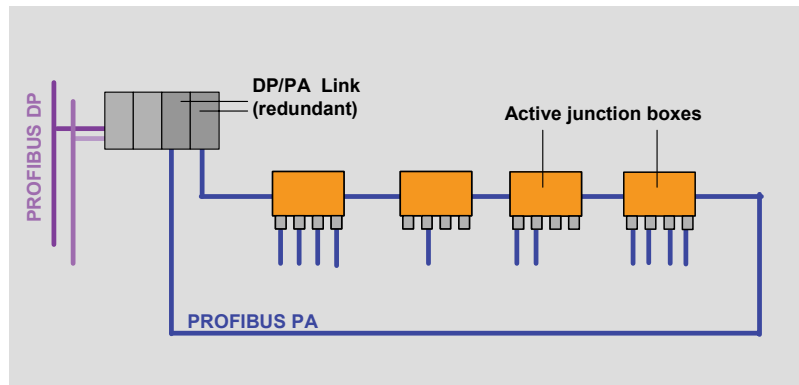 DP/PA Link
(redundant)
Active junction boxes
PROFIBUS DP
PROFIBUS PA